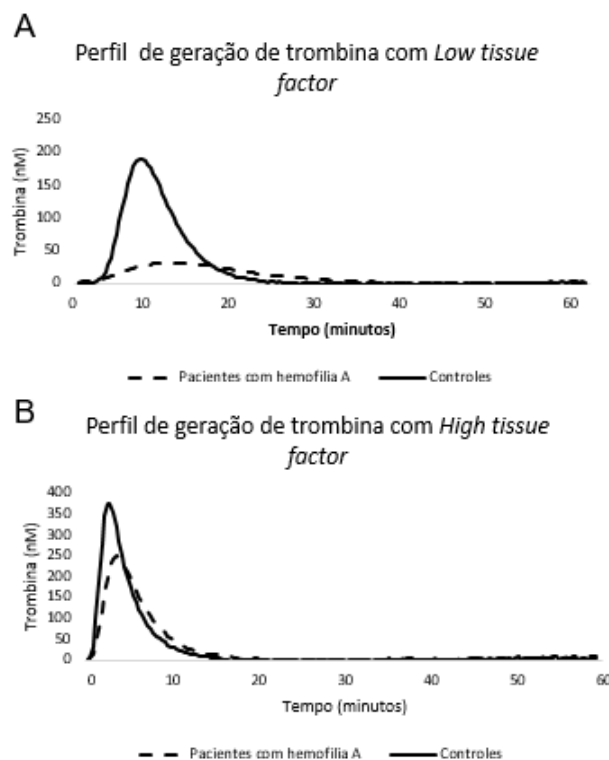 A
Perfil de geração de trombina com Low tissue
factor
Trombina (nM)
250
200
150
100
50
0
0 10 20 30 40 50 60
Tempo (minutos)
Pacientes com hemofilia A Controles
B
Perfil de geração de trombina com High tissue
factor
Trombina (nM)
400
350
300
250
200
150
100
50
0
0 10 20 30 40 50 60
Tempo (minutos)
Pacientes com hemofilia A Controles